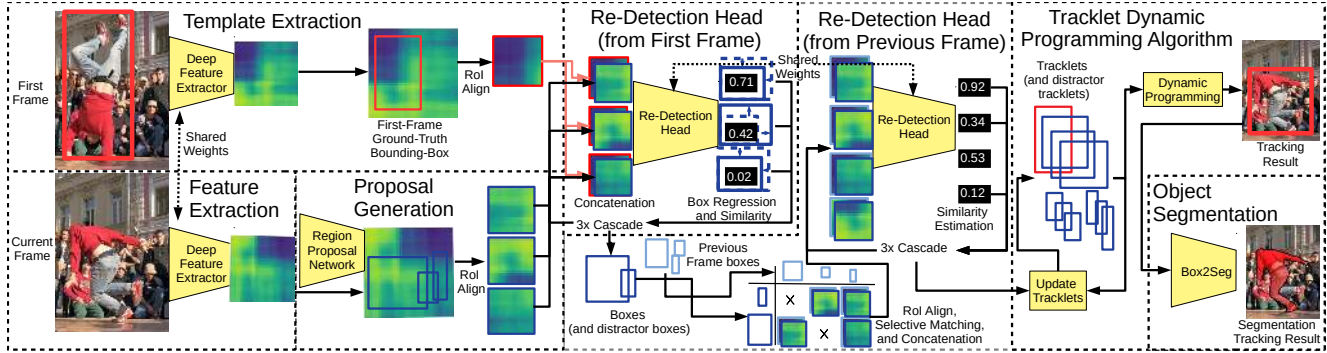 Template Extraction
First
Frame
Deep
Feature
Extractor
RoI
Align
First-Frame
Ground-Truth
Bounding-Box
Shared
Weights
Current
Frame
Feature
Extraction
Deep
Feature
Extractor
Proposal
Generation
Region
Proposal
Network
RoI
Align
Re-Detection Head
(from First Frame)
Re-Detection
Head
0.71
0.42
0.02
Concatenation
Box Regression
and Similarity
3x Cascade
Shared
Weights
Previous
Frame boxes
Boxes
(and distractor boxes)
Re-Detection Head
(from Previous Frame)
Re-Detection
Head
0.92
0.34
0.53
0.12
Similarity
Estimation
3x Cascade
RoI Align,
Selective Matching,
and Concatenation
Tracklet Dynamic
Programming Algorithm
Tracklets
(and distractor
tracklets)
Dynamic
Programming
Tracking
Result
Update
Tracklets
Object
Segmentation
Box2Seg
Segmentation
Tracking Result